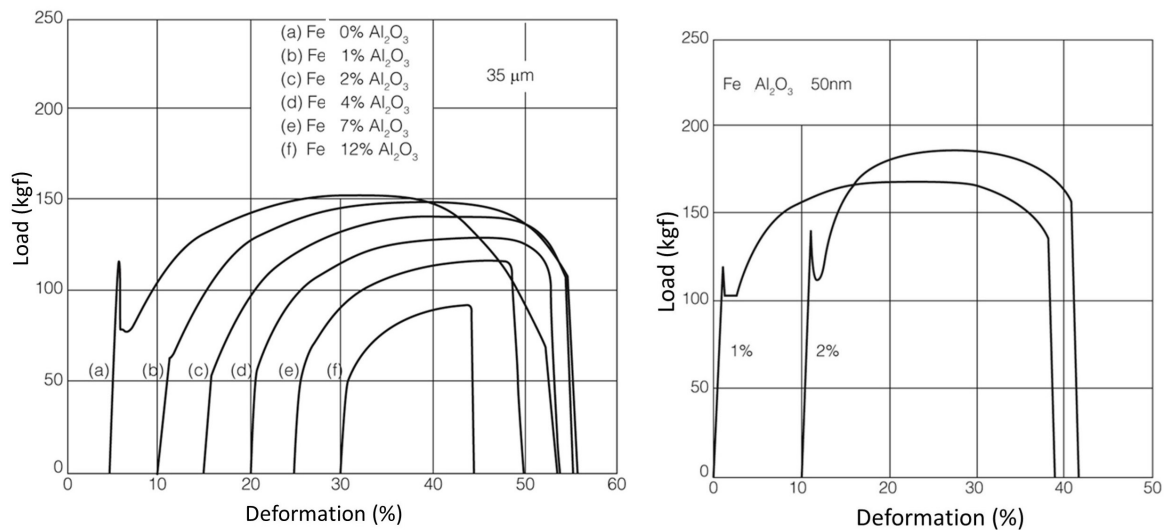 250
200
150
100
50
0
Load (kgf)
(a) Fe 0% Al₂O₃
(b) Fe 1% Al₂O₃
(c) Fe 2% Al₂O₃
(d) Fe 4% Al₂O₃
(e) Fe 7% Al₂O₃
(f) Fe 12% Al₂O₃
35 μm
(a) (b) (c) (d) (e) (f)
0 10 20 30 40 50 60
Deformation (%)
250
200
150
100
50
0
Load (kgf)
Fe Al₂O₃ 50nm
1% 2%
0 10 20 30 40 50
Deformation (%)